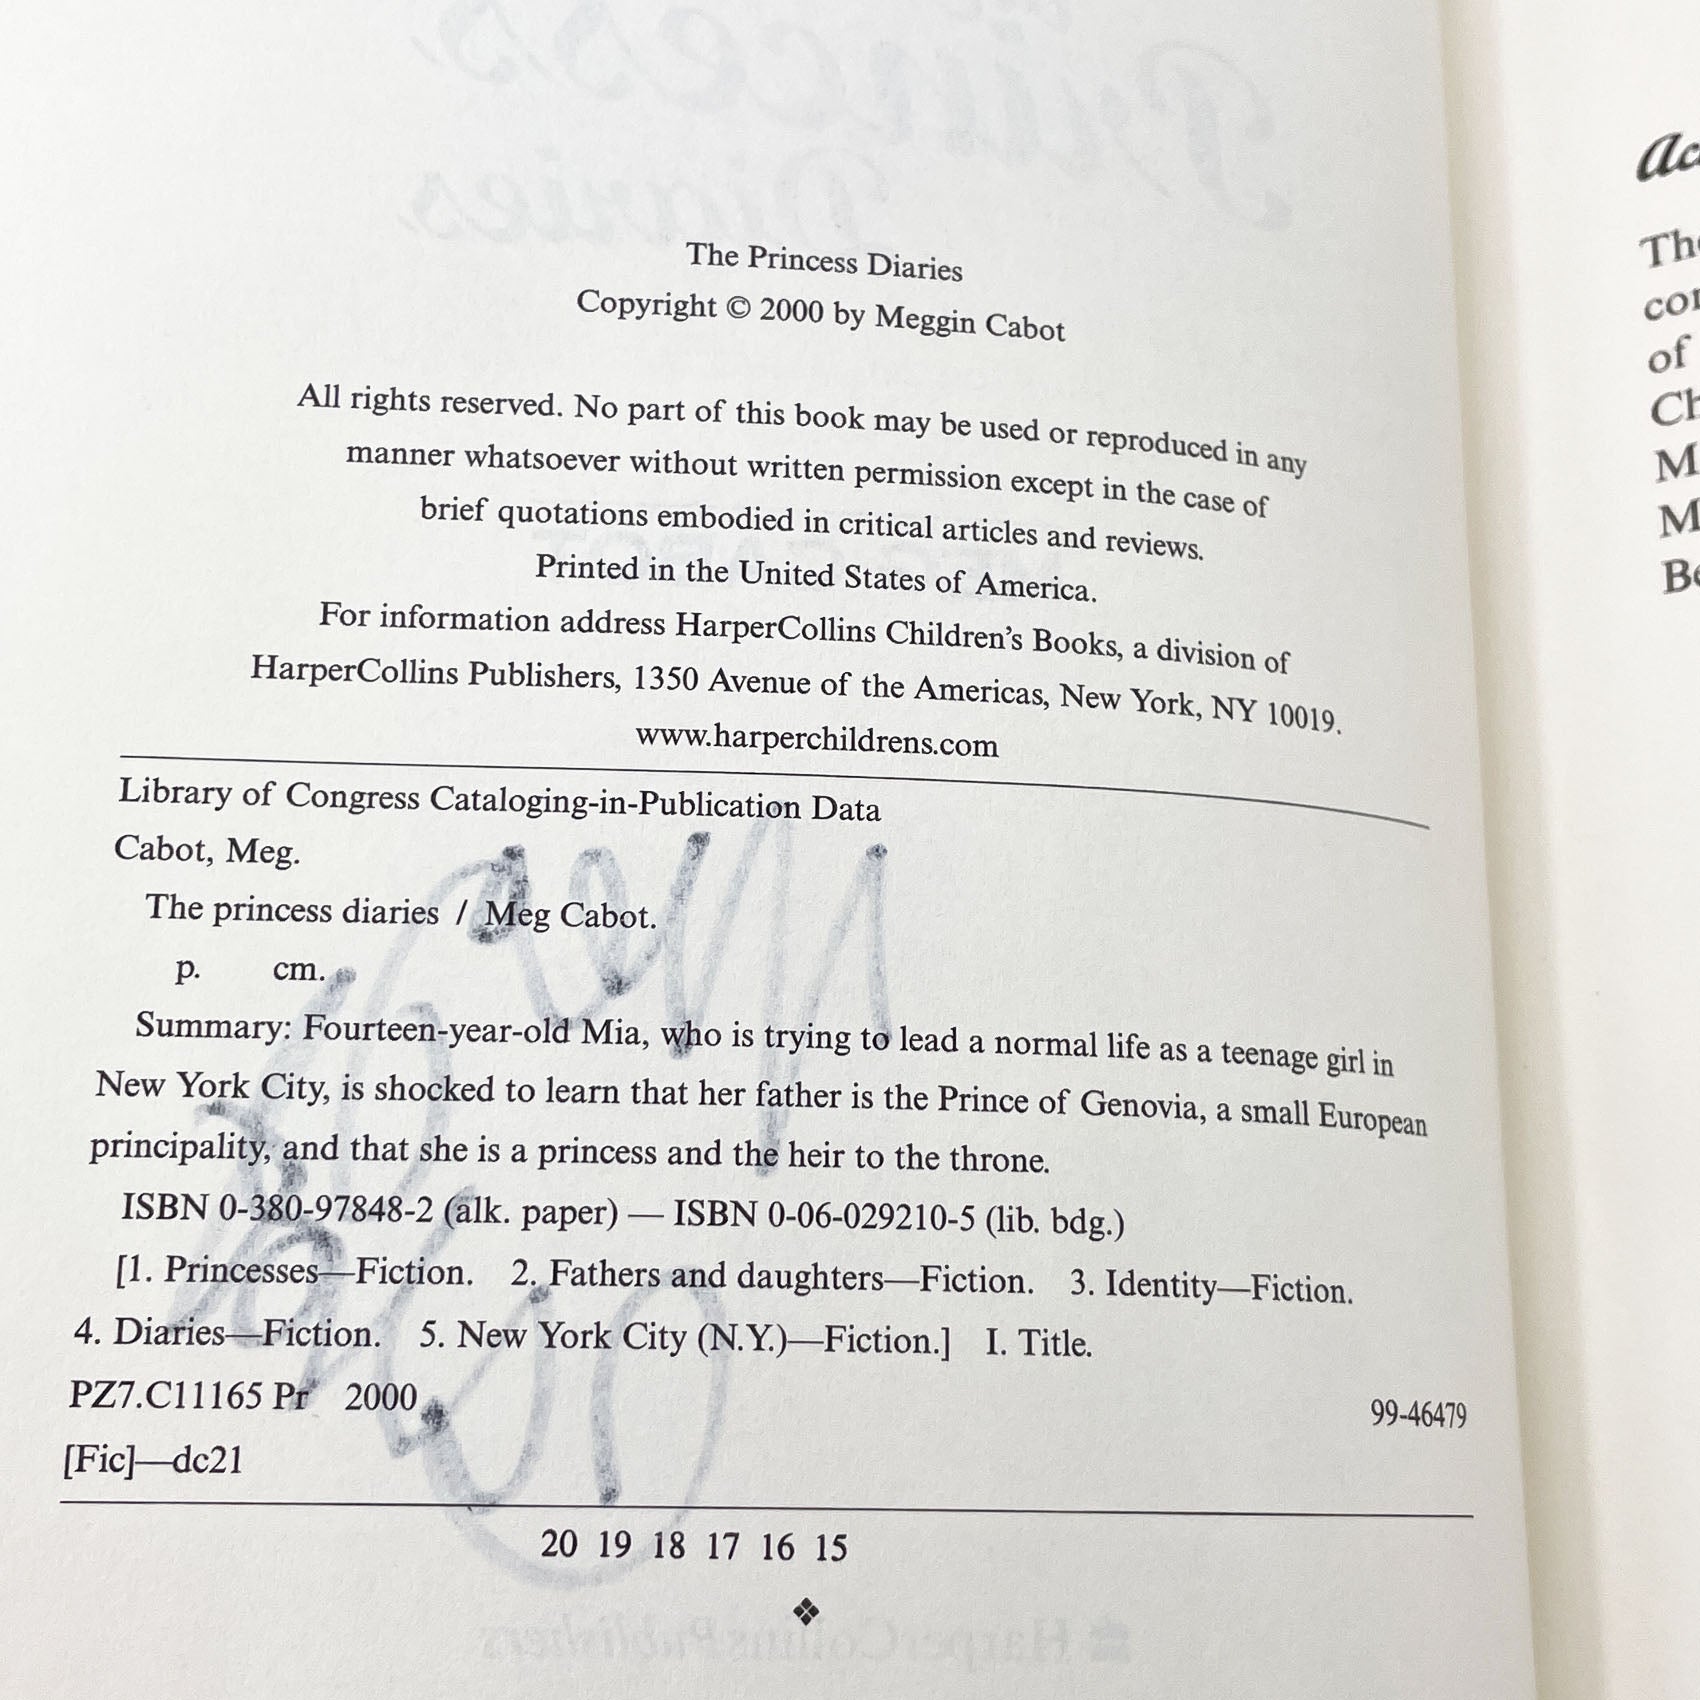 The Princess Diaries
Copyright © 2000 by Meggin Cabot
All rights reserved. No part of this book may be used or reproduced in any
manner whatsoever without written permission except in the case of
brief quotations embodied in critical articles and reviews.
Printed in the United States of America.
For information address HarperCollins Children's Books, a division of
HarperCollins Publishers, 1350 Avenue of the Americas, New York, NY 10019.
www.harperchildrens.com
Library of Congress Cataloging-in-Publication Data
Cabot, Meg.
The princess diaries / Meg Cabot.
p. cm.
Summary: Fourteen-year-old Mia, who is trying to lead a normal life as a teenage girl in
New York City, is shocked to learn that her father is the Prince of Genovia, a small European
principality, and that she is a princess and the heir to the throne.
ISBN 0-380-97848-2 (alk. paper) — ISBN 0-06-029210-5 (lib. bdg.)
[1. Princesses—Fiction. 2. Fathers and daughters—Fiction. 3. Identity—Fiction.
4. Diaries—Fiction. 5. New York City (N.Y.)—Fiction.] I. Title.
PZ7.C11165 Pr 2000 99-46479
[Fic]—dc21
20 19 18 17 16 15
of